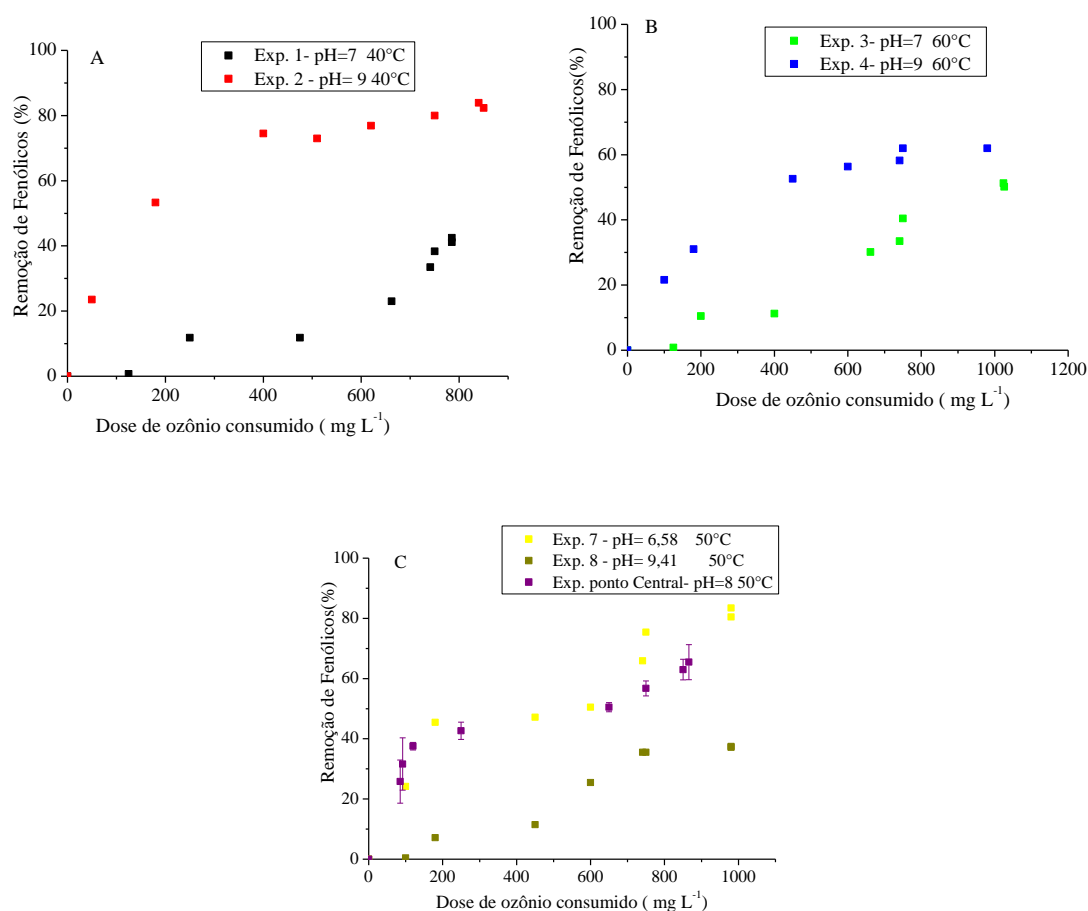 A
Exp. 1- pH=7 40°C
Exp. 2 - pH= 9 40°C
Remoção de Fenólicos (%)
100
80
60
40
20
0
0 200 400 600 800
Dose de ozônio consumido ( mg L-1)
B
Exp. 3- pH=7 60°C
Exp. 4- pH=9 60°C
Remoção de Fenólicos(%)
100
80
60
40
20
0
0 200 400 600 800 1000 1200
Dose de ozônio consumido ( mg L-1)
C
Exp. 7 - pH= 6,58 50°C
Exp. 8 - pH= 9,41 50°C
Exp. ponto Central- pH=8 50°C
Remoção de Fenólicos(%)
100
80
60
40
20
0
0 200 400 600 800 1000
Dose de ozônio consumido ( mg L-1)